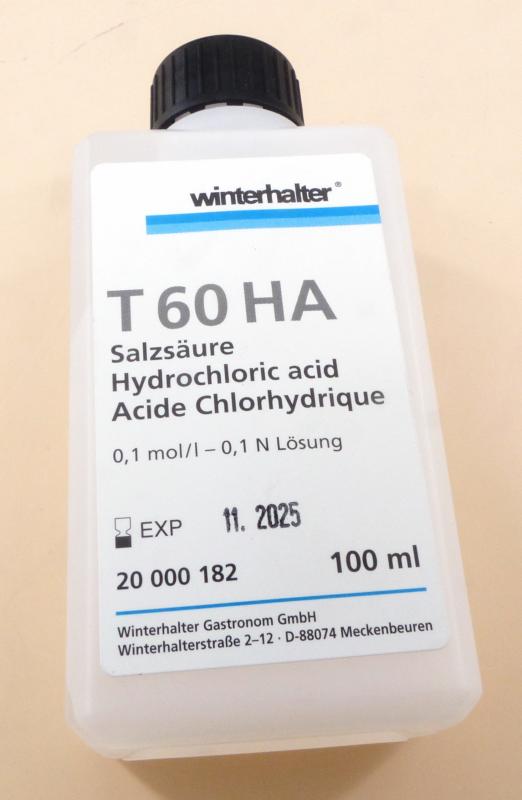 winterhalter®
T 60 HA
Salzsäure
Hydrochloric acid
Acide Chlorhydrique
0,1 mol/l – 0,1 N Lösung
EXP 11. 2025
20 000 182 100 ml
Winterhalter Gastronom GmbH
Winterhalterstraße 2–12 · D-88074 Meckenbeuren